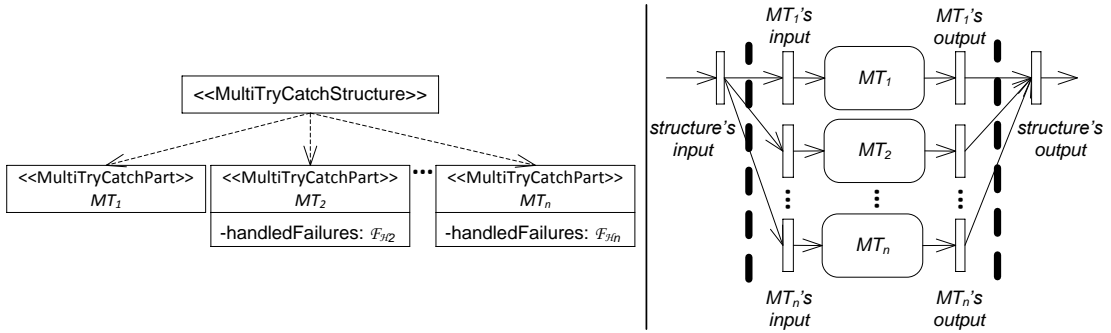 <<MultiTryCatchStructure>>
<<MultiTryCatchPart>>
MT1
<<MultiTryCatchPart>>
MT2
-handledFailures: ℱℋ2
...
<<MultiTryCatchPart>>
MTn
-handledFailures: ℱℋn
MT1's
input
MT1's
output
MT1
structure's
input
structure's
output
MT2
MTn
MTn's
input
MTn's
output